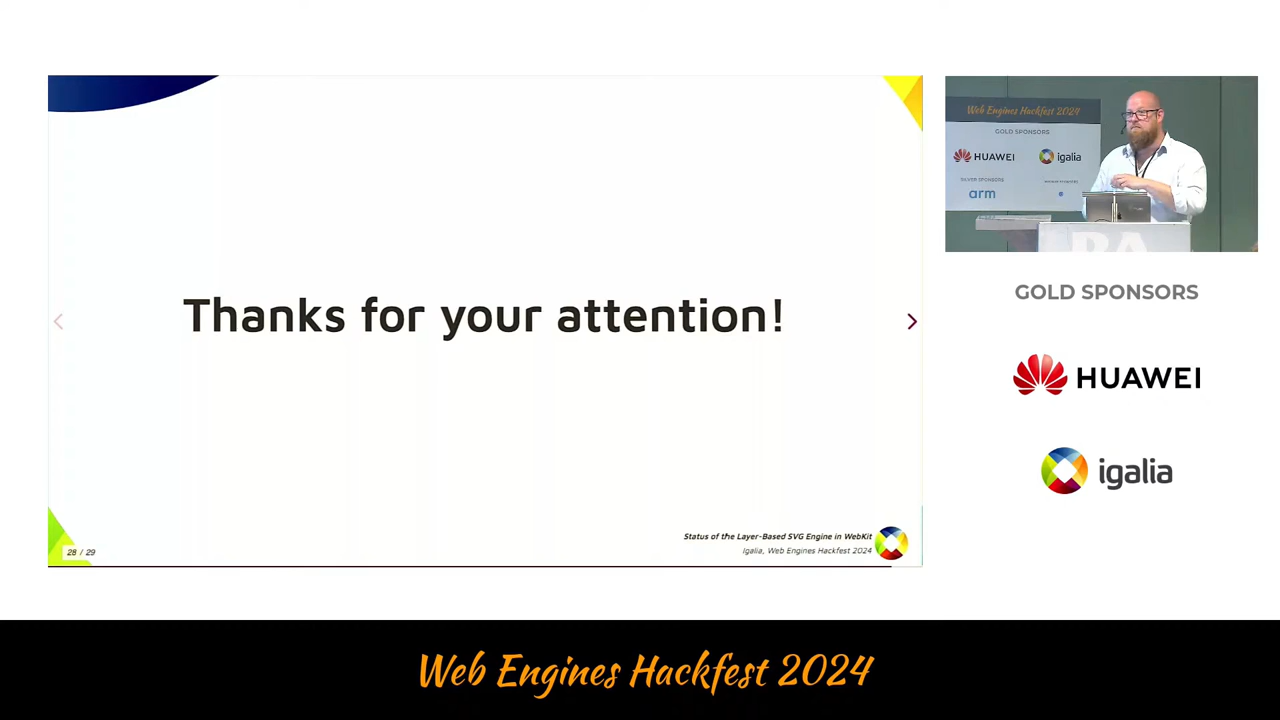 Thanks for your attention!
28 / 29
Status of the Layer-Based SVG Engine in WebKit
Igalia, Web Engines Hackfest 2024
Web Engines Hackfest 2024
GOLD SPONSORS
HUAWEI
igalia
SILVER SPONSORS
arm
GOLD SPONSORS
HUAWEI
igalia
Web Engines Hackfest 2024